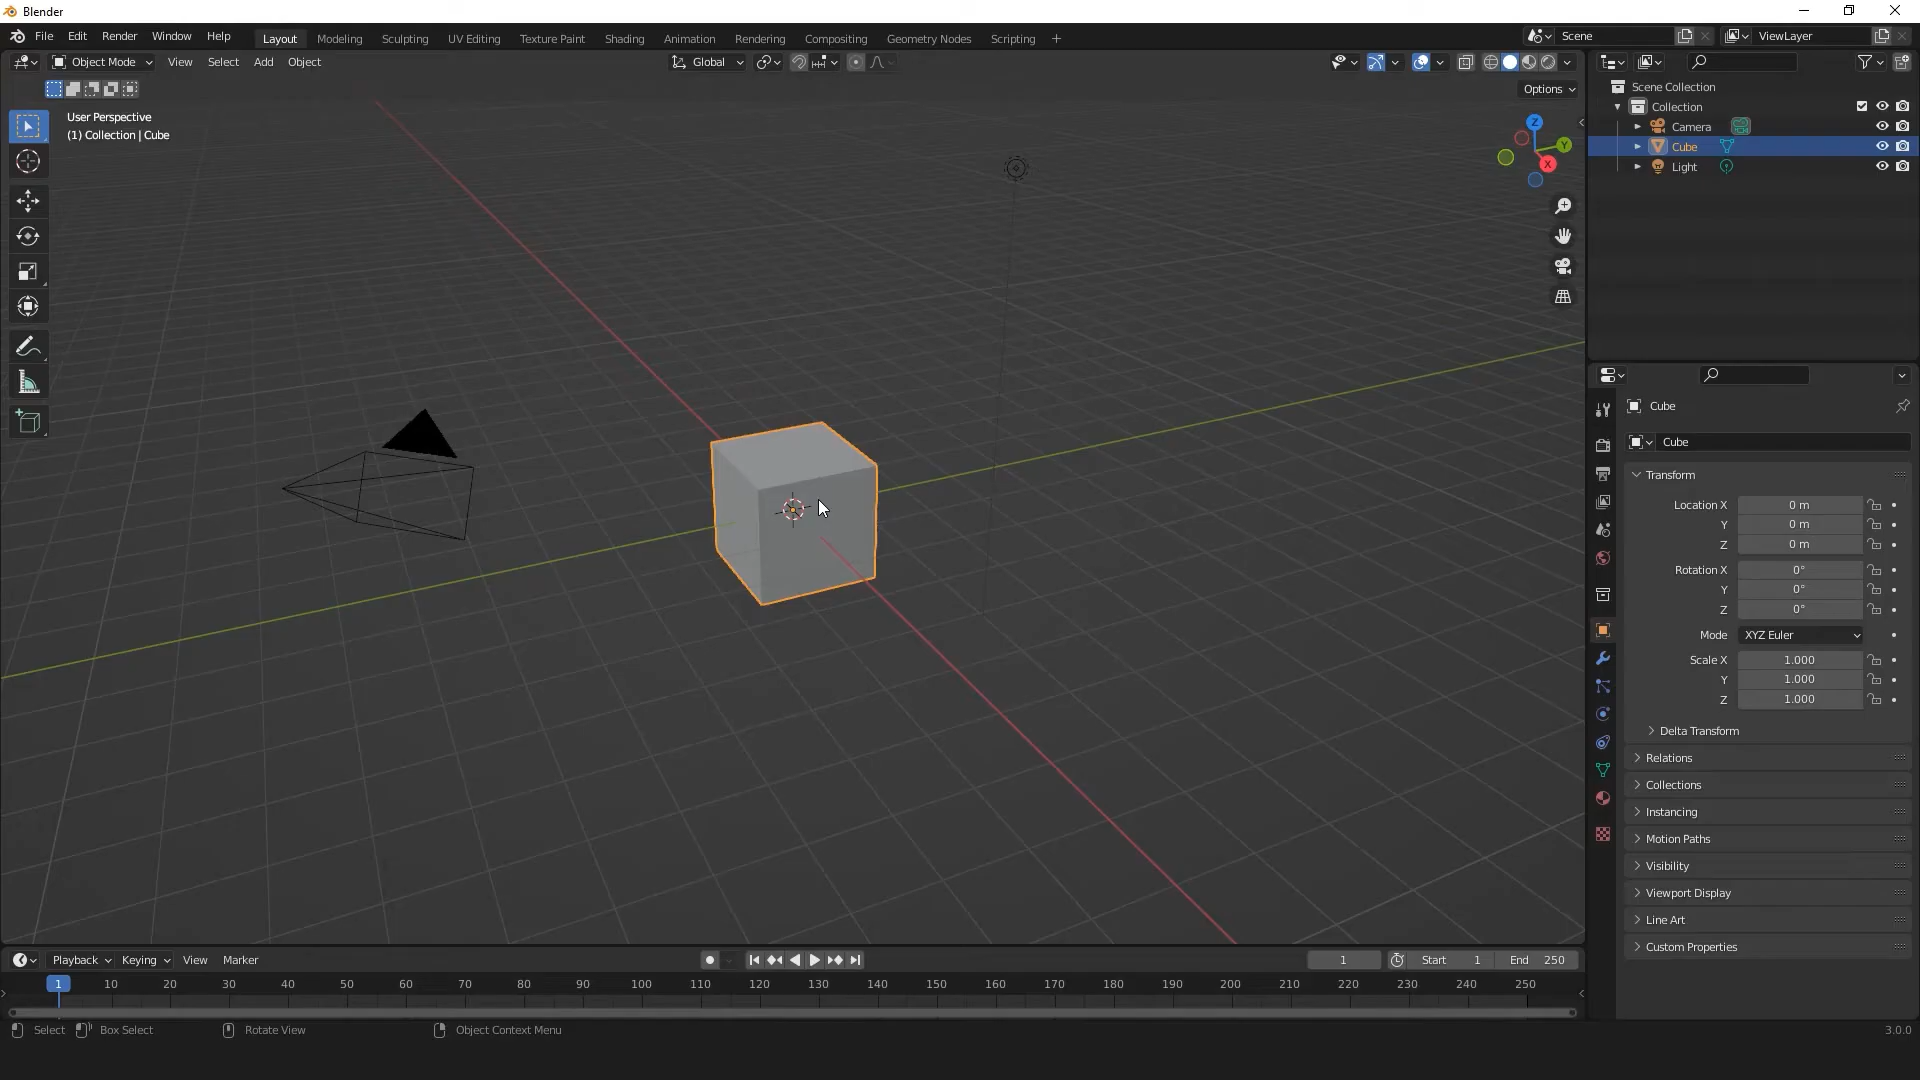 Blender
File Edit Render Window Help Layout Modeling Sculpting UV Editing Texture Paint Shading Animation Rendering Compositing Geometry Nodes Scripting + Scene ViewLayer
Object Mode View Select Add Object Global
Options
User Perspective
(1) Collection | Cube
Z
Y
X
Scene Collection
Collection
Camera
Cube
Light
Cube
Cube
Transform
Location X 0 m
Y 0 m
Z 0 m
Rotation X 0°
Y 0°
Z 0°
Mode XYZ Euler
Scale X 1.000
Y 1.000
Z 1.000
Delta Transform
Relations
Collections
Instancing
Motion Paths
Visibility
Viewport Display
Line Art
Custom Properties
Playback Keying View Marker 1 Start 1 End 250
1 10 20 30 40 50 60 70 80 90 100 110 120 130 140 150 160 170 180 190 200 210 220 230 240 250
Select Box Select Rotate View Object Context Menu 3.0.0